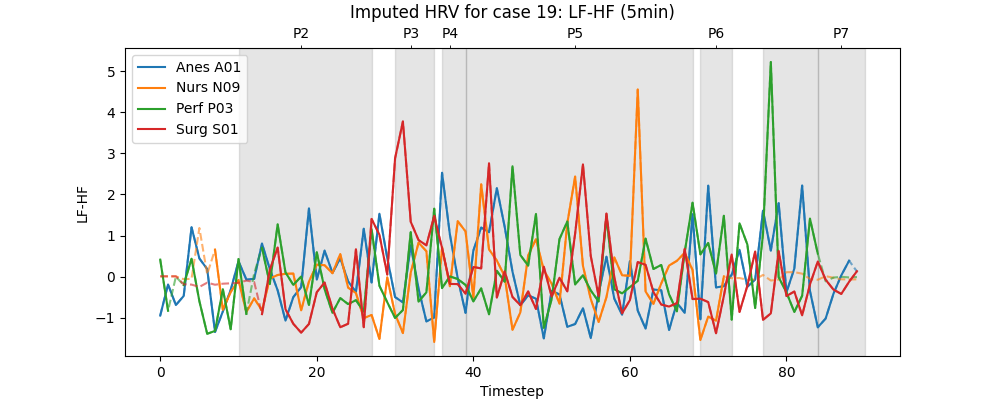 Imputed HRV for case 19: LF-HF (5min)
P2 P3 P4 P5 P6 P7
Anes A01
Nurs N09
Perf P03
Surg S01
5
4
3
2
1
0
−1
LF-HF
0 20 40 60 80
Timestep